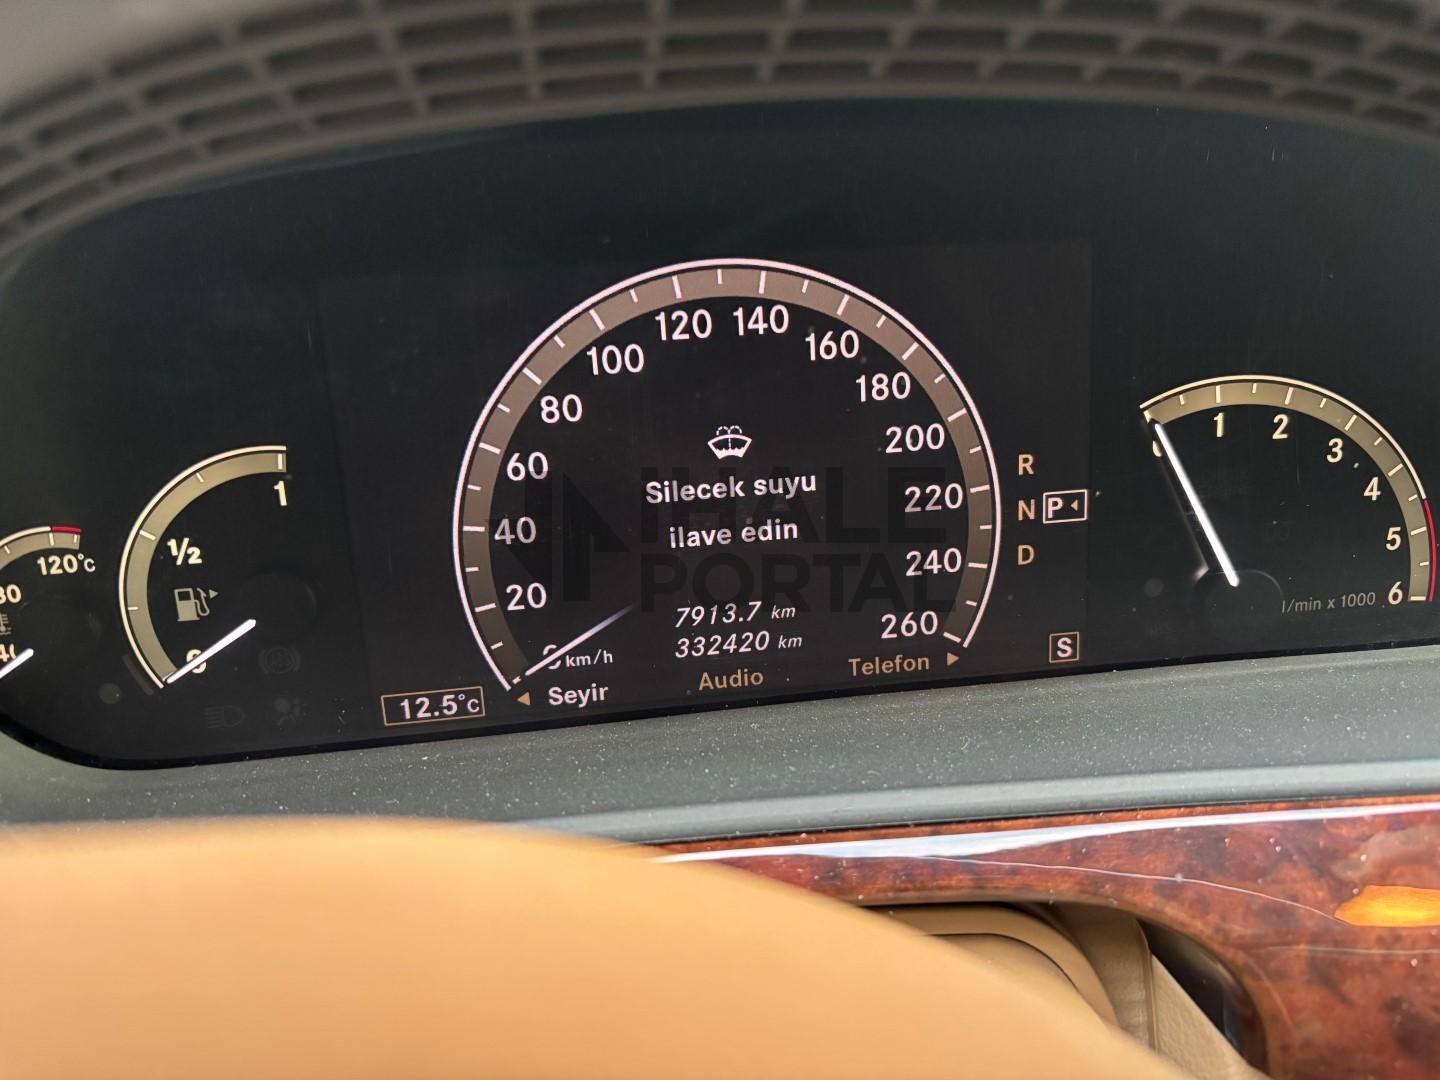 120 140
100 160
80 180
60 200
40 220
20 240
260
km/h
Silecek suyu
ilave edin
7913.7 km
332420 km
Seyir
Audio
Telefon
12.5°C
R
N P
D
S
1
1/2
120°C
1 2 3 4 5 6
l/min x 1000
İHALE
PORTAL